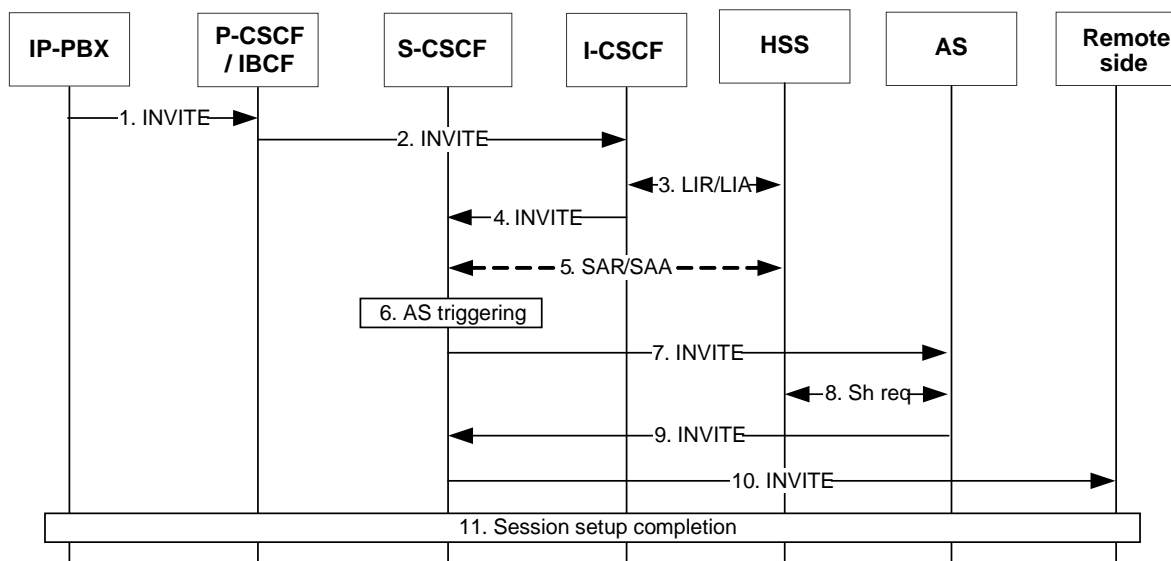 IP-PBX
P-CSCF
/ IBCF
S-CSCF
I-CSCF
HSS
AS
Remote
side
1. INVITE
2. INVITE
3. LIR/LIA
4. INVITE
5. SAR/SAA
6. AS triggering
7. INVITE
8. Sh req
9. INVITE
10. INVITE
11. Session setup completion